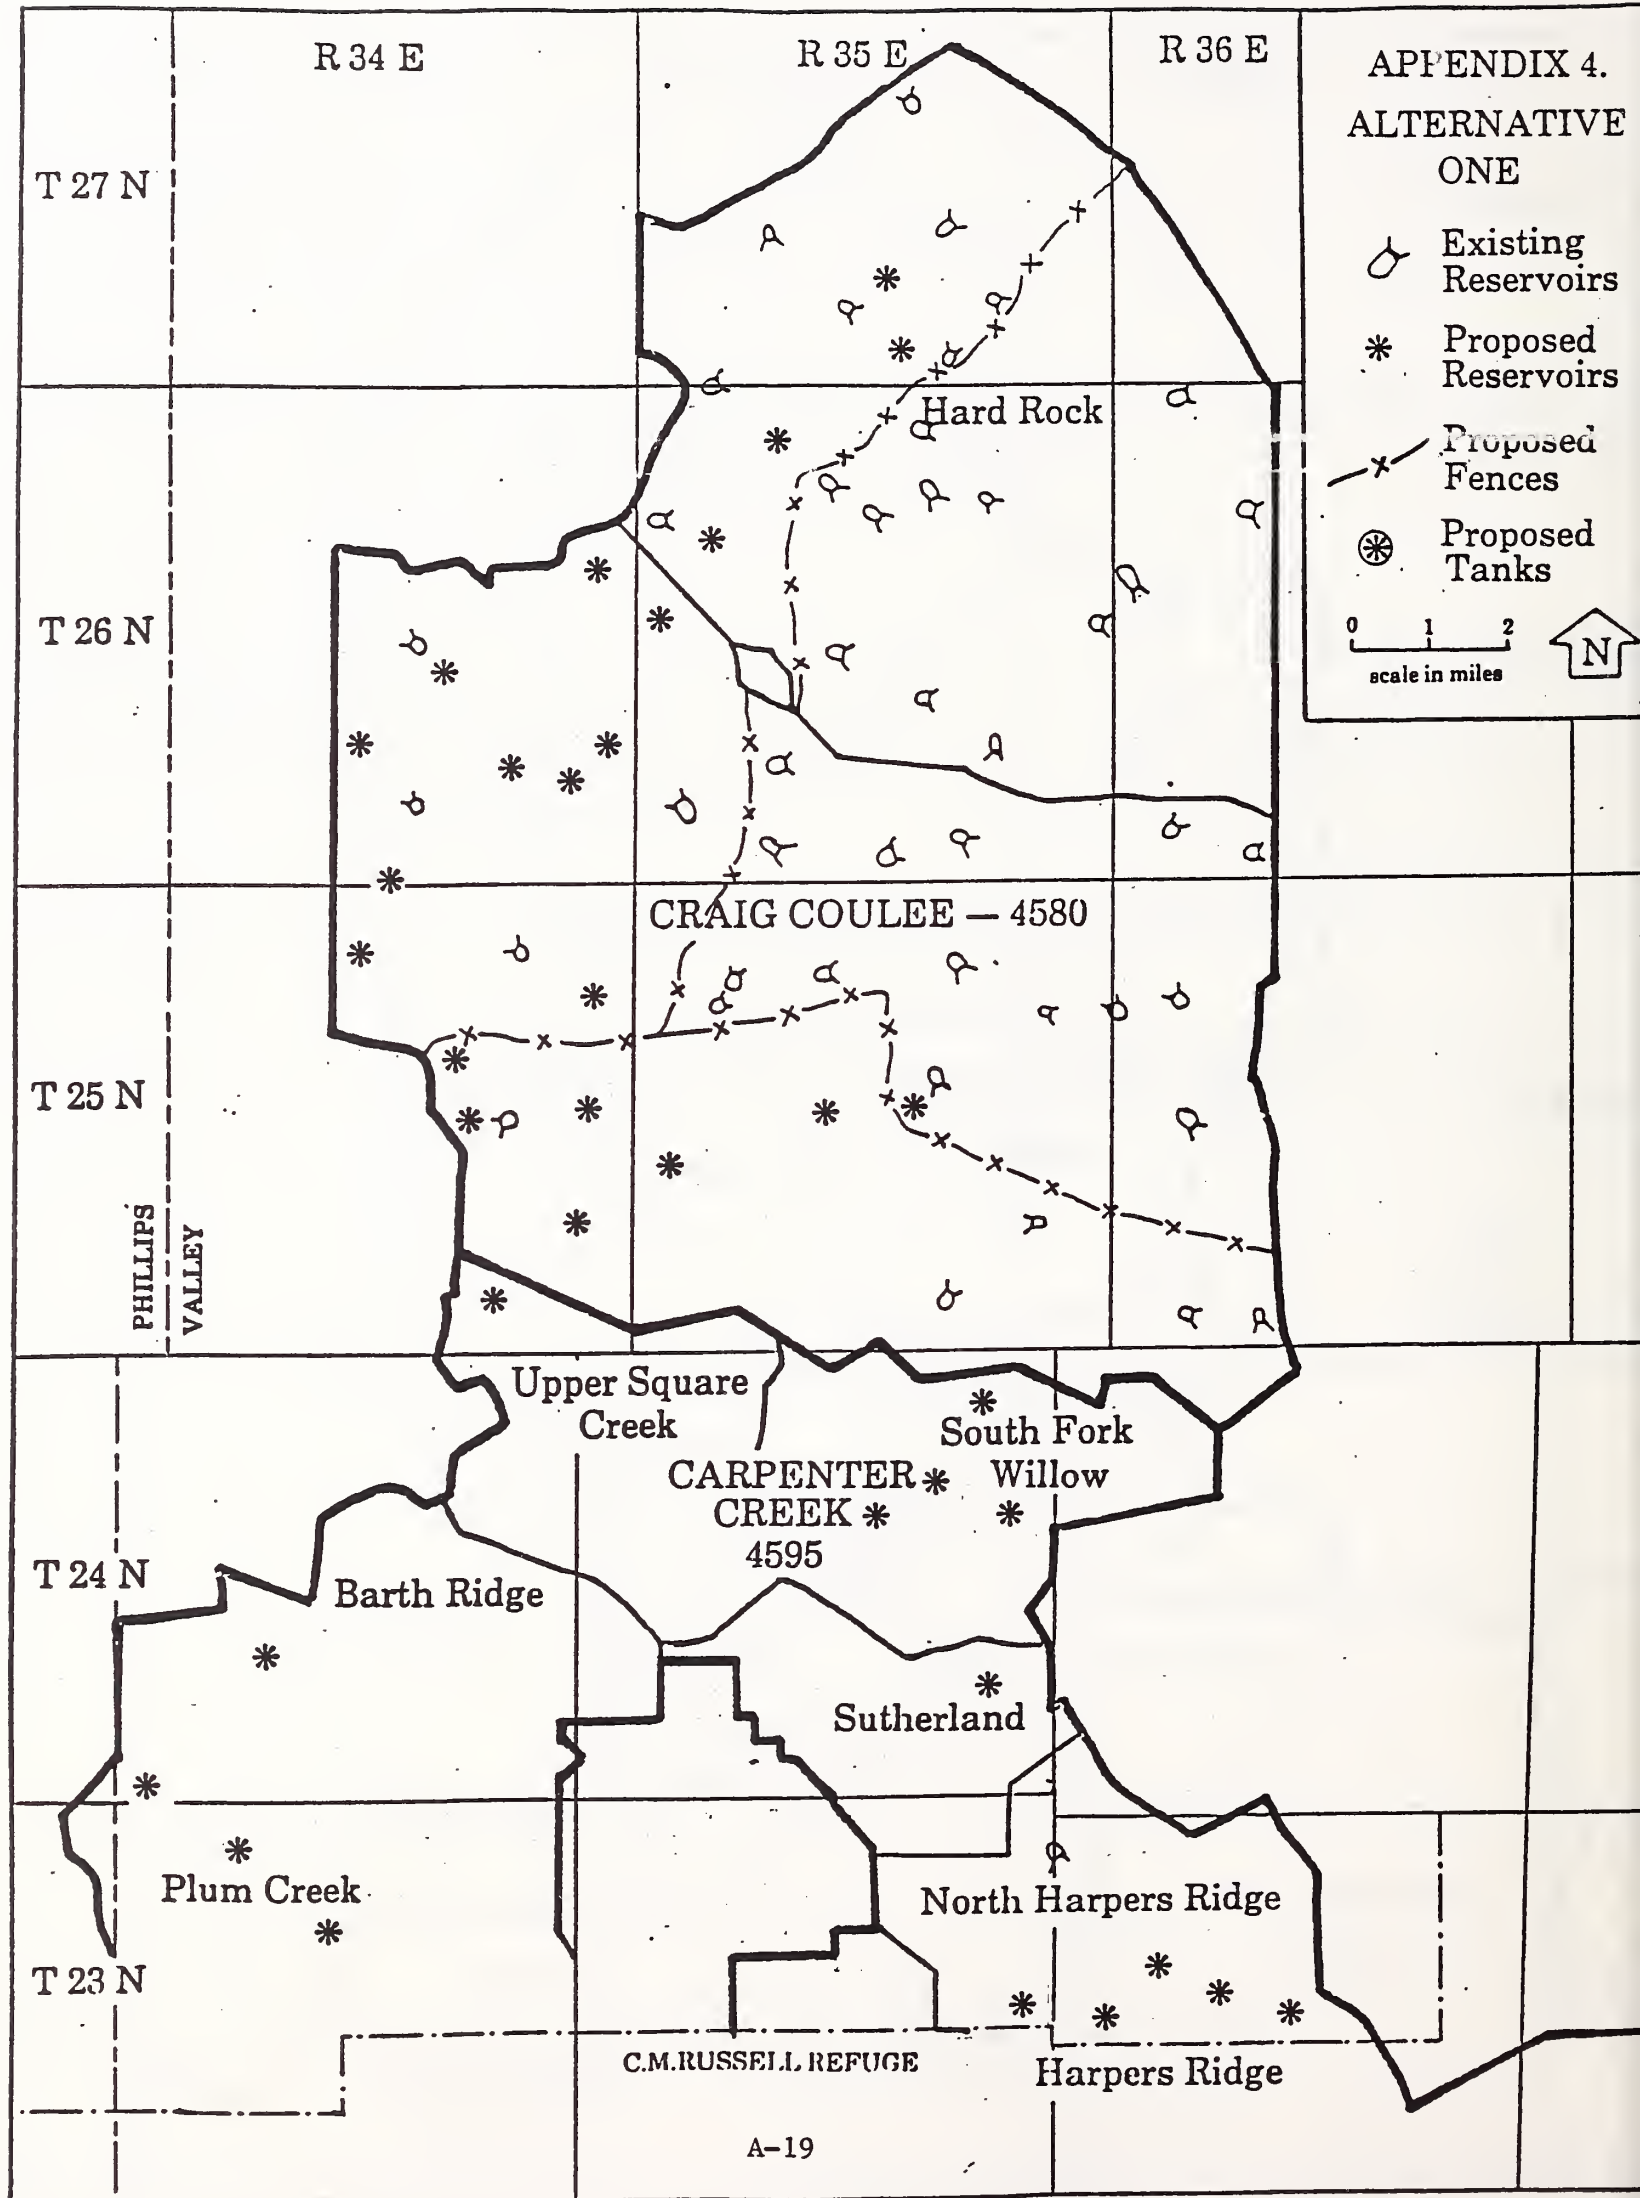 R 34 E
R 35 E
R 36 E
APPENDIX 4.
ALTERNATIVE
ONE
T 27 N
Existing
Reservoirs
Proposed
Reservoirs
Hard Rock
Proposed
Fences
Proposed
Tanks
T 26 N
0 1 2
scale in miles
N
CRAIG COULEE — 4580
T 25 N
PHILLIPS
VALLEY
Upper Square
Creek
South Fork
Willow
CARPENTER
CREEK
4595
T 24 N
Barth Ridge
Sutherland
Plum Creek
North Harpers Ridge
T 23 N
C.M.RUSSELL REFUGE
Harpers Ridge
A-19